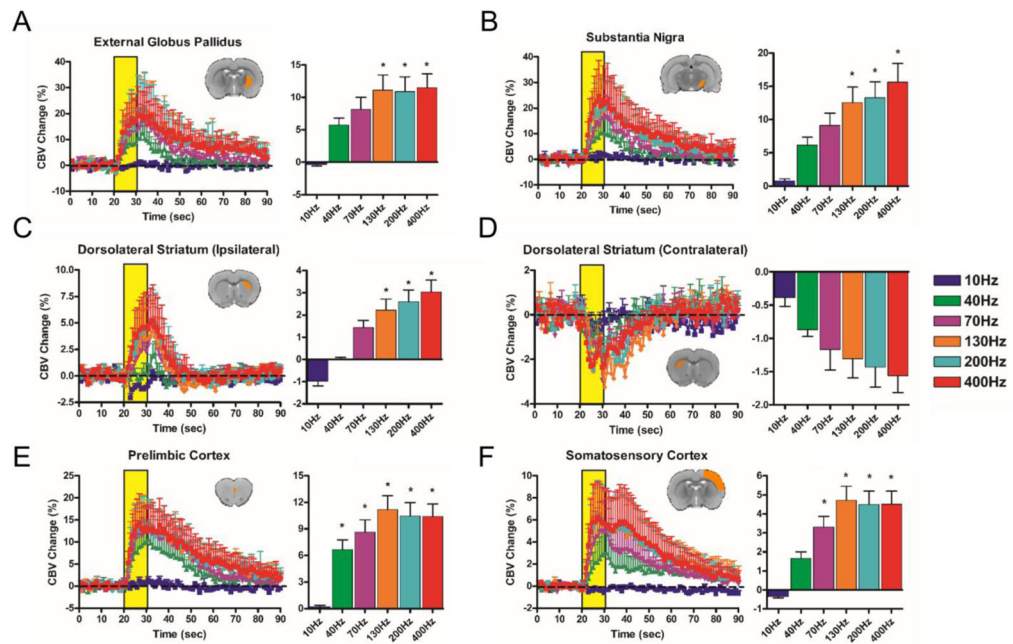 A
External Globus Pallidus
CBV Change (%)
40
30
20
10
0
-10
0 10 20 30 40 50 60 70 80 90
Time (sec)
15
10
5
0
-5
* * *
10Hz 40Hz 70Hz 130Hz 200Hz 400Hz
B
Substantia Nigra
CBV Change (%)
40
30
20
10
0
-10
0 10 20 30 40 50 60 70 80 90
Time (sec)
20
15
10
5
0
* * *
10Hz 40Hz 70Hz 130Hz 200Hz 400Hz
C
Dorsolateral Striatum (Ipsilateral)
CBV Change (%)
10.0
7.5
5.0
2.5
0.0
-2.5
0 10 20 30 40 50 60 70 80 90
Time (sec)
4
3
2
1
0
-1
-2
* * *
10Hz 40Hz 70Hz 130Hz 200Hz 400Hz
D
Dorsolateral Striatum (Contralateral)
CBV Change (%)
2
0
-2
-4
0 10 20 30 40 50 60 70 80 90
Time (sec)
0.0
-0.5
-1.0
-1.5
-2.0
10Hz 40Hz 70Hz 130Hz 200Hz 400Hz
10Hz
40Hz
70Hz
130Hz
200Hz
400Hz
E
Prelimbic Cortex
CBV Change (%)
25
20
15
10
5
0
-5
0 10 20 30 40 50 60 70 80 90
Time (sec)
15
12
9
6
3
0
* * * * *
10Hz 40Hz 70Hz 130Hz 200Hz 400Hz
F
Somatosensory Cortex
CBV Change (%)
10
8
6
4
2
0
-2
0 10 20 30 40 50 60 70 80 90
Time (sec)
6
5
4
3
2
1
0
-1
* * * *
10Hz 40Hz 70Hz 130Hz 200Hz 400Hz